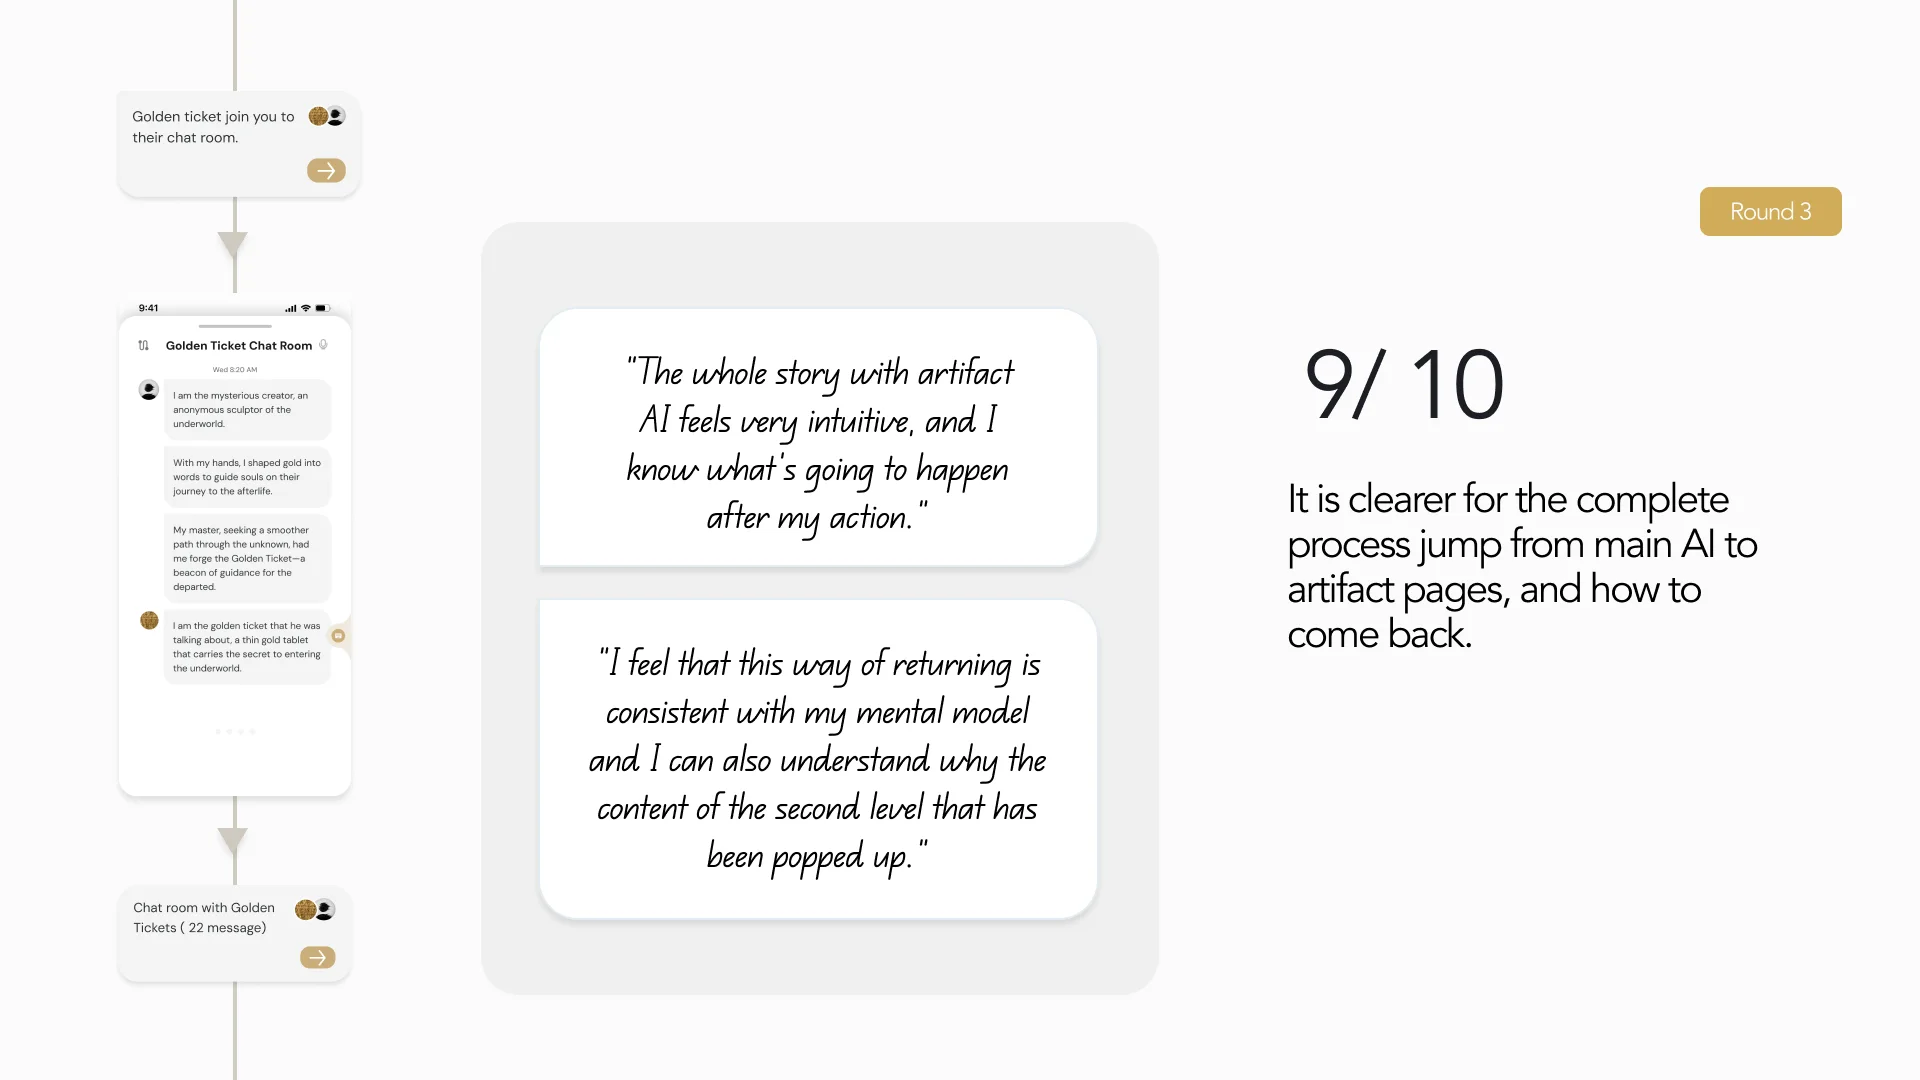 Golden ticket join you to
their chat room.
9:41
Golden Ticket Chat Room
Wed 8:20 AM
I am the mysterious creator, an
anonymous sculptor of the
underworld.
With my hands, I shaped gold into
words to guide souls on their
journey to the afterlife.
My master, seeking a smoother
path through the unknown, had
me forge the Golden Ticket—a
beacon of guidance for the
departed.
I am the golden ticket that he was
talking about, a thin gold tablet
that carries the secret to entering
the underworld.
Chat room with Golden
Tickets ( 22 message)
"The whole story with artifact
AI feels very intuitive, and I
know what's going to happen
after my action."
"I feel that this way of returning is
consistent with my mental model
and I can also understand why the
content of the second level that has
been popped up."
Round 3
9/ 10
It is clearer for the complete
process jump from main AI to
artifact pages, and how to
come back.